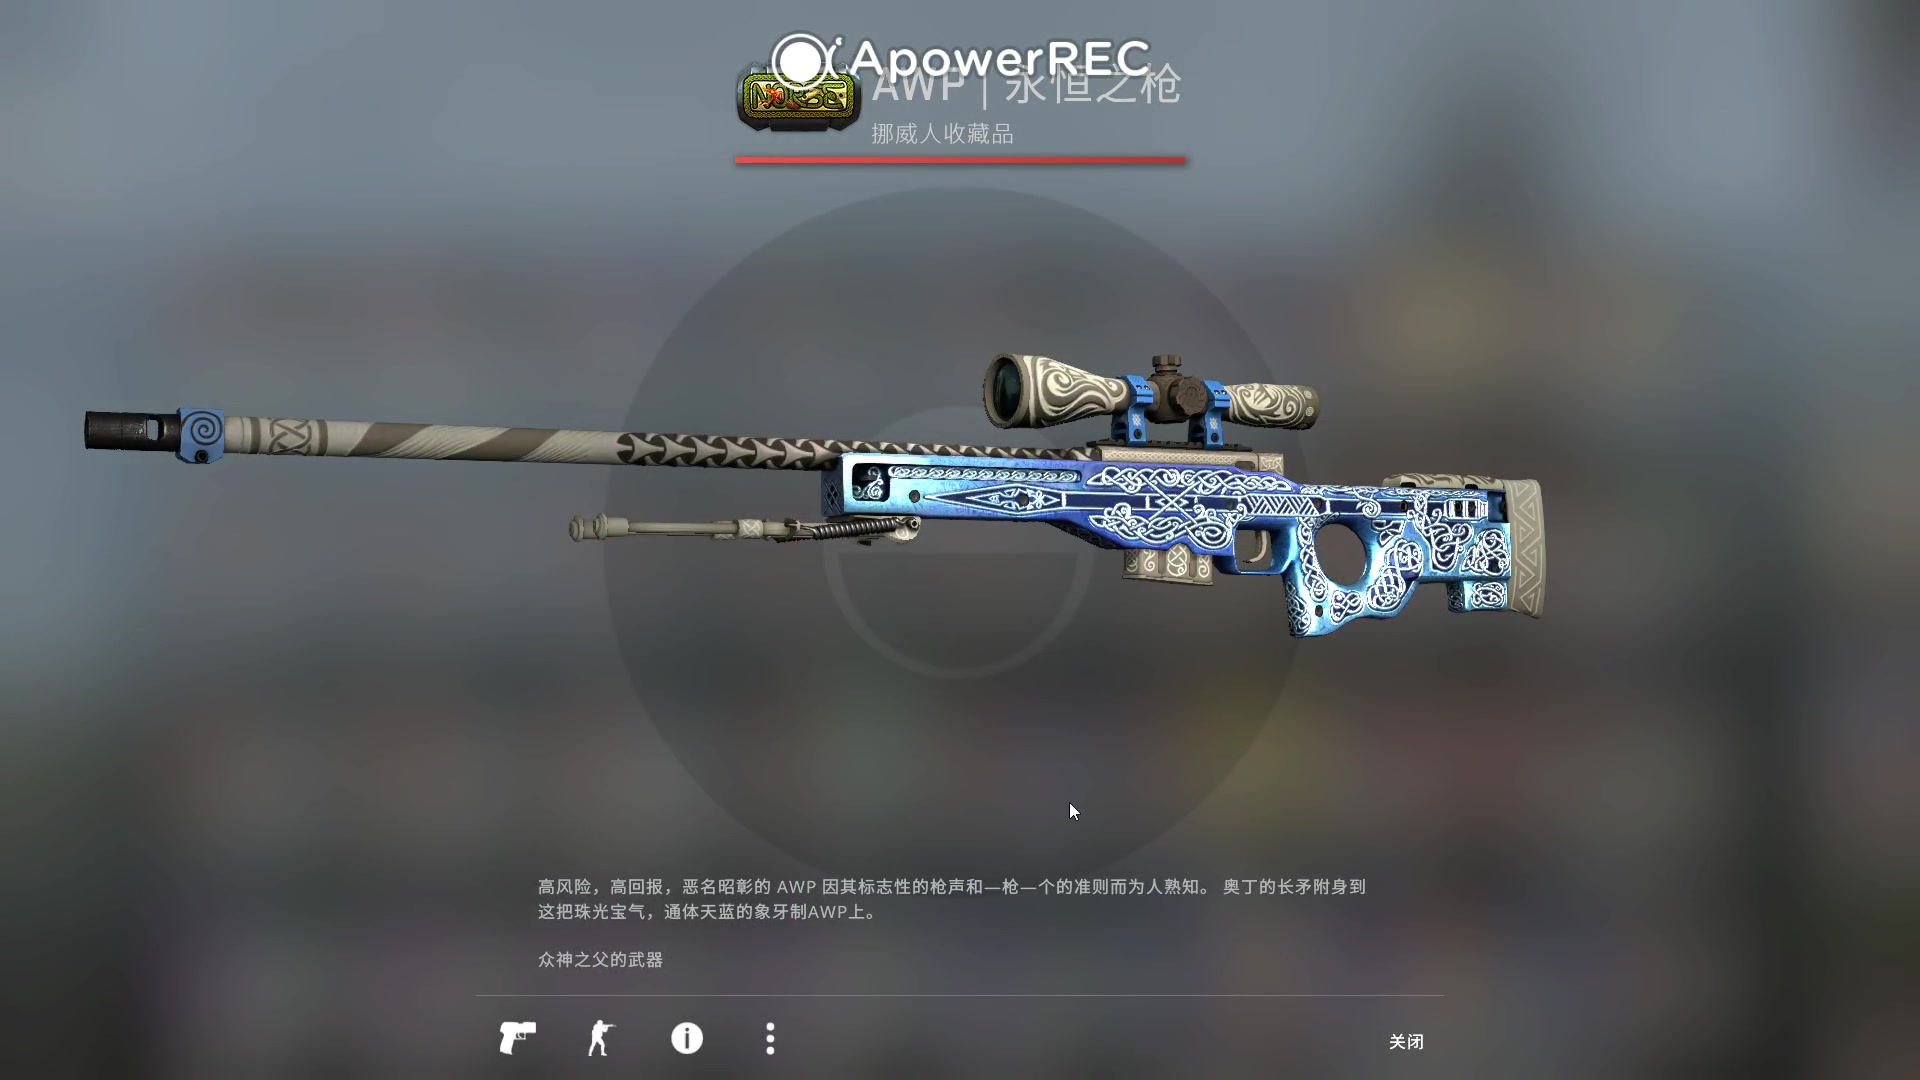 ApowerREC
NORSE
AWP | 永恒之枪
挪威人收藏品
高风险，高回报，恶名昭彰的 AWP 因其标志性的枪声和一枪一个的准则而为人熟知。 奥丁的长矛附身到
这把珠光宝气，通体天蓝的象牙制AWP上。
众神之父的武器
关闭